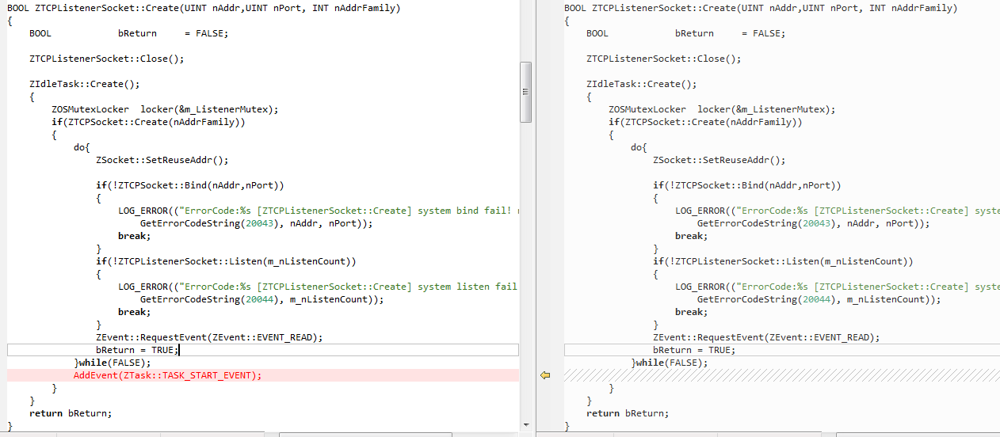 BOOL ZTCPListenerSocket::Create(UINT nAddr,UINT nPort, INT nAddrFamily)
{
BOOL bReturn = FALSE;
ZTCPListenerSocket::Close();
ZIdleTask::Create();
{
ZOSMutexLocker locker(&m_ListenerMutex);
if(ZTCPSocket::Create(nAddrFamily))
{
do{
ZSocket::SetReuseAddr();
if(!ZTCPSocket::Bind(nAddr,nPort))
{
LOG_ERROR(("ErrorCode:%s [ZTCPListenerSocket::Create] system bind fail!
GetErrorCodeString(20043), nAddr, nPort));
break;
}
if(!ZTCPListenerSocket::Listen(m_nListenCount))
{
LOG_ERROR(("ErrorCode:%s [ZTCPListenerSocket::Create] system listen fail
GetErrorCodeString(20044), m_nListenCount));
break;
}
ZEvent::RequestEvent(ZEvent::EVENT_READ);
bReturn = TRUE;
}while(FALSE);
AddEvent(ZTask::TASK_START_EVENT);
}
}
return bReturn;
}
BOOL ZTCPListenerSocket::Create(UINT nAddr,UINT nPort, INT nAddrFamily)
{
BOOL bReturn = FALSE;
ZTCPListenerSocket::Close();
ZIdleTask::Create();
{
ZOSMutexLocker locker(&m_ListenerMutex);
if(ZTCPSocket::Create(nAddrFamily))
{
do{
ZSocket::SetReuseAddr();
if(!ZTCPSocket::Bind(nAddr,nPort))
{
LOG_ERROR(("ErrorCode:%s [ZTCPListenerSocket::Create] syste
GetErrorCodeString(20043), nAddr, nPort));
break;
}
if(!ZTCPListenerSocket::Listen(m_nListenCount))
{
LOG_ERROR(("ErrorCode:%s [ZTCPListenerSocket::Create] syste
GetErrorCodeString(20044), m_nListenCount));
break;
}
ZEvent::RequestEvent(ZEvent::EVENT_READ);
bReturn = TRUE;
}while(FALSE);
}
}
return bReturn;
}